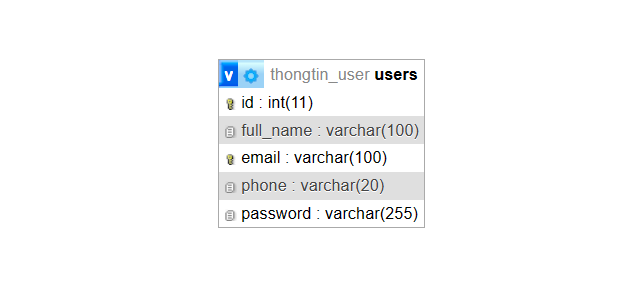 v thongtin_user users
id : int(11)
full_name : varchar(100)
email : varchar(100)
phone : varchar(20)
password : varchar(255)